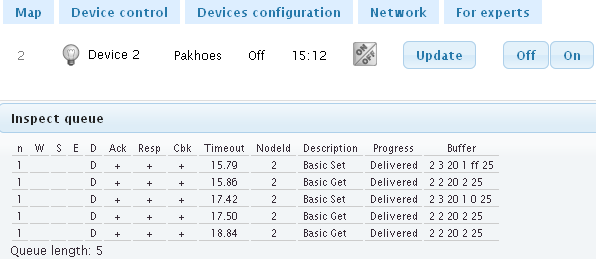 Map Device control Devices configuration Network For experts
2 Device 2 Pakhoes Off 15:12 ON OFF Update Off On
Inspect queue
n W S E D Ack Resp Cbk Timeout NodeId Description Progress Buffer
1 D + + + 15.79 2 Basic Set Delivered 2 3 20 1 ff 25
1 D + + + 15.86 2 Basic Get Delivered 2 2 20 2 25
1 D + + + 17.42 2 Basic Set Delivered 2 3 20 1 0 25
1 D + + + 17.50 2 Basic Get Delivered 2 2 20 2 25
1 D + + + 18.84 2 Basic Get Delivered 2 2 20 2 25
Queue length: 5